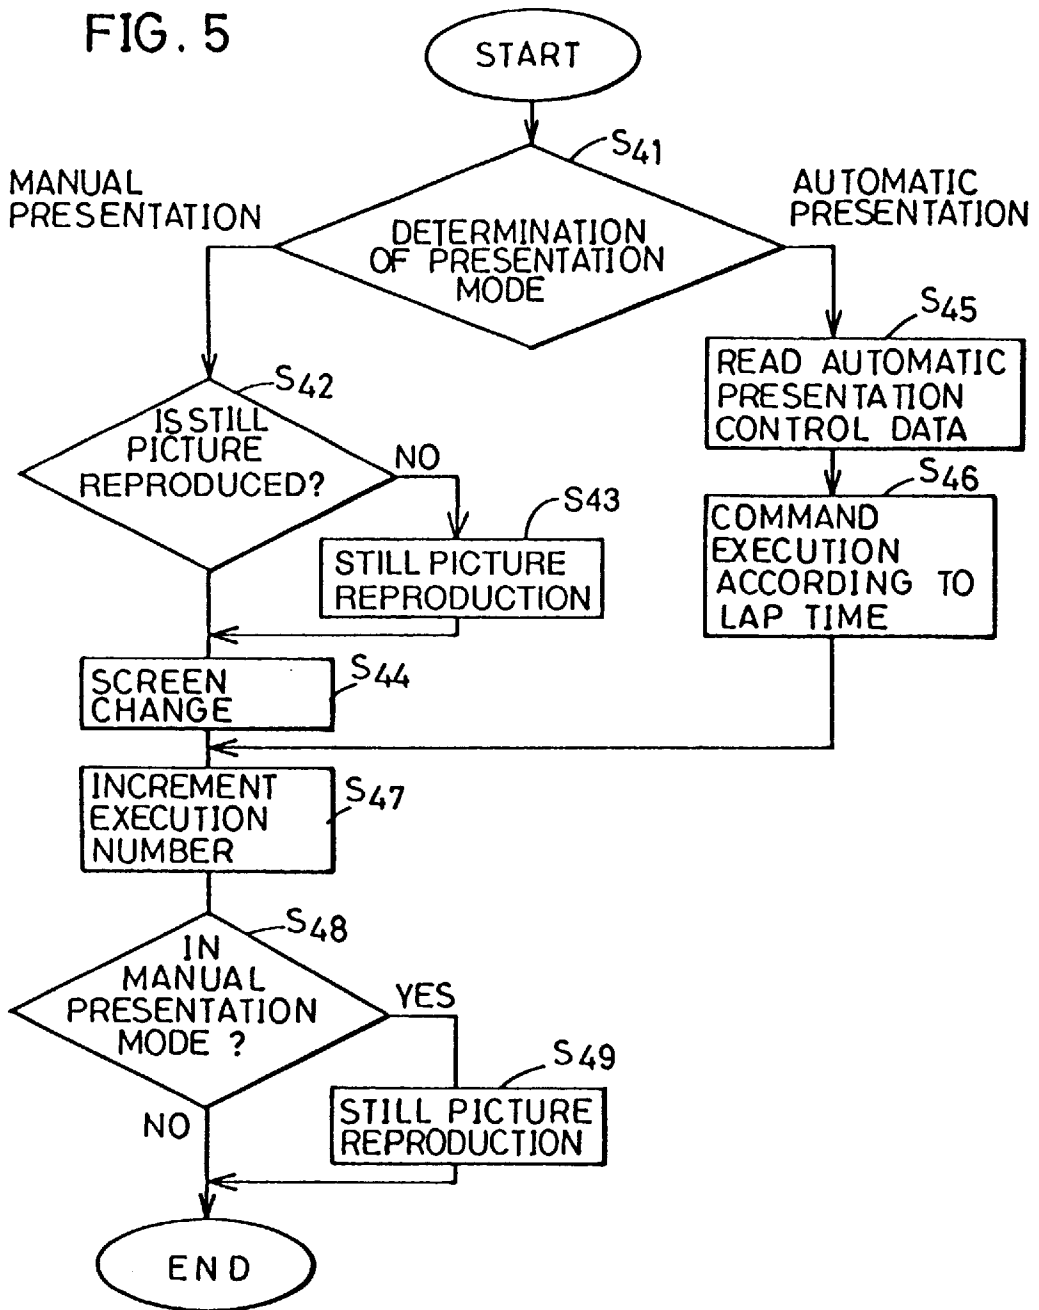 FIG. 5
START
S41
MANUAL
PRESENTATION
AUTOMATIC
PRESENTATION
DETERMINATION
OF PRESENTATION
MODE
S45
READ AUTOMATIC
PRESENTATION
CONTROL DATA
S42
IS STILL
PICTURE
REPRODUCED?
NO
S43
STILL PICTURE
REPRODUCTION
S46
COMMAND
EXECUTION
ACCORDING TO
LAP TIME
S44
SCREEN
CHANGE
S47
INCREMENT
EXECUTION
NUMBER
S48
IN
MANUAL
PRESENTATION
MODE ?
YES
S49
STILL PICTURE
REPRODUCTION
NO
END